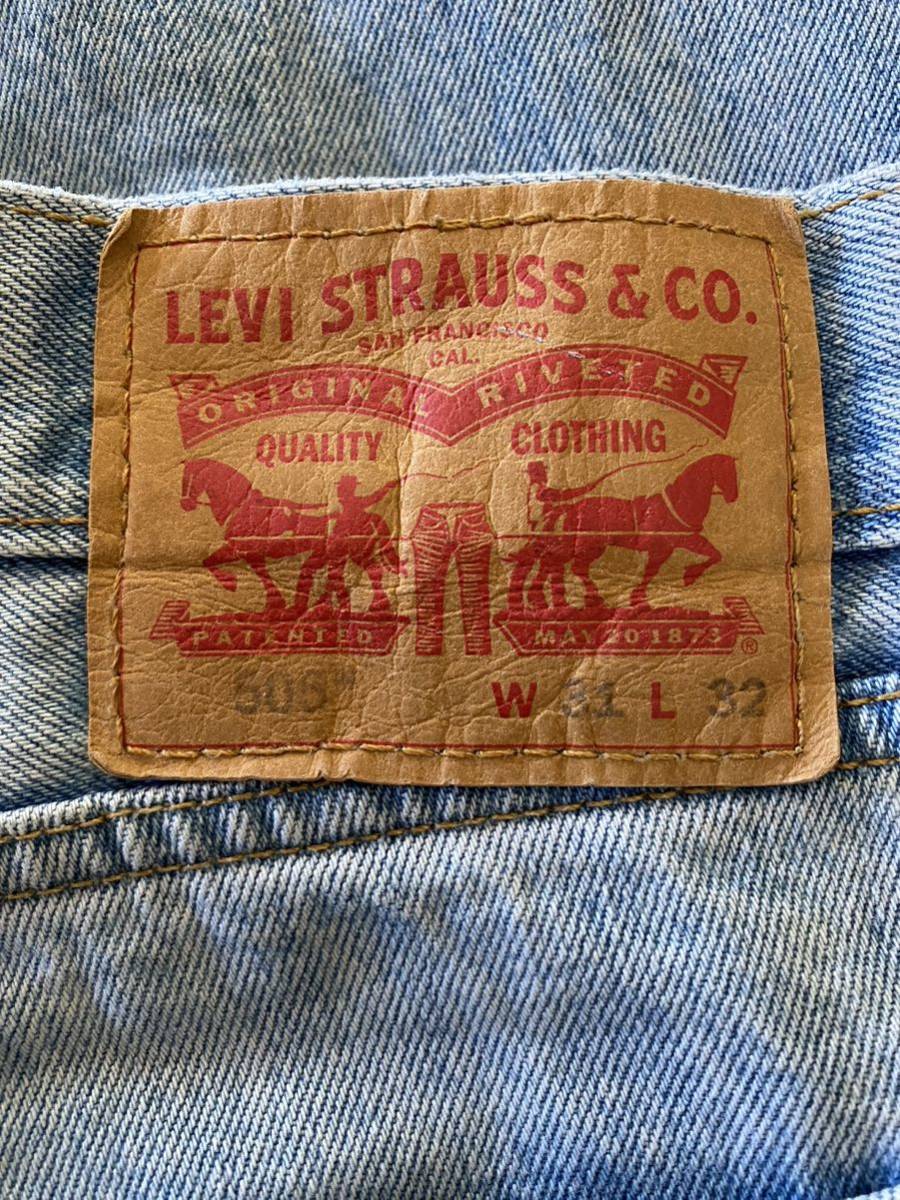 LEVI STRAUSS & CO.
SAN FRANCISCO
CAL.
ORIGINAL RIVETED
QUALITY CLOTHING
PATENTED MAY 20 1873 ®
W 31 L 32